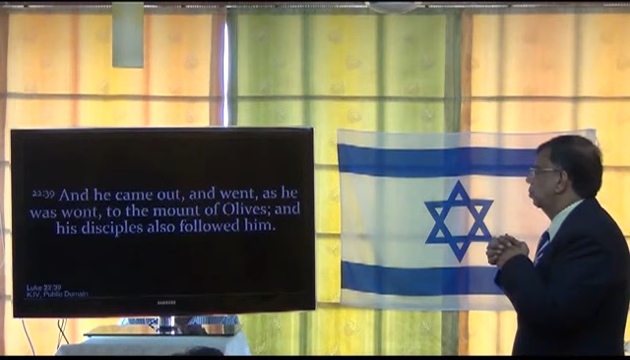 22:39 And he came out, and went, as he
was wont, to the mount of Olives; and
his disciples also followed him.
Luke 22:39
KJV, Public Domain
SAMSUNG